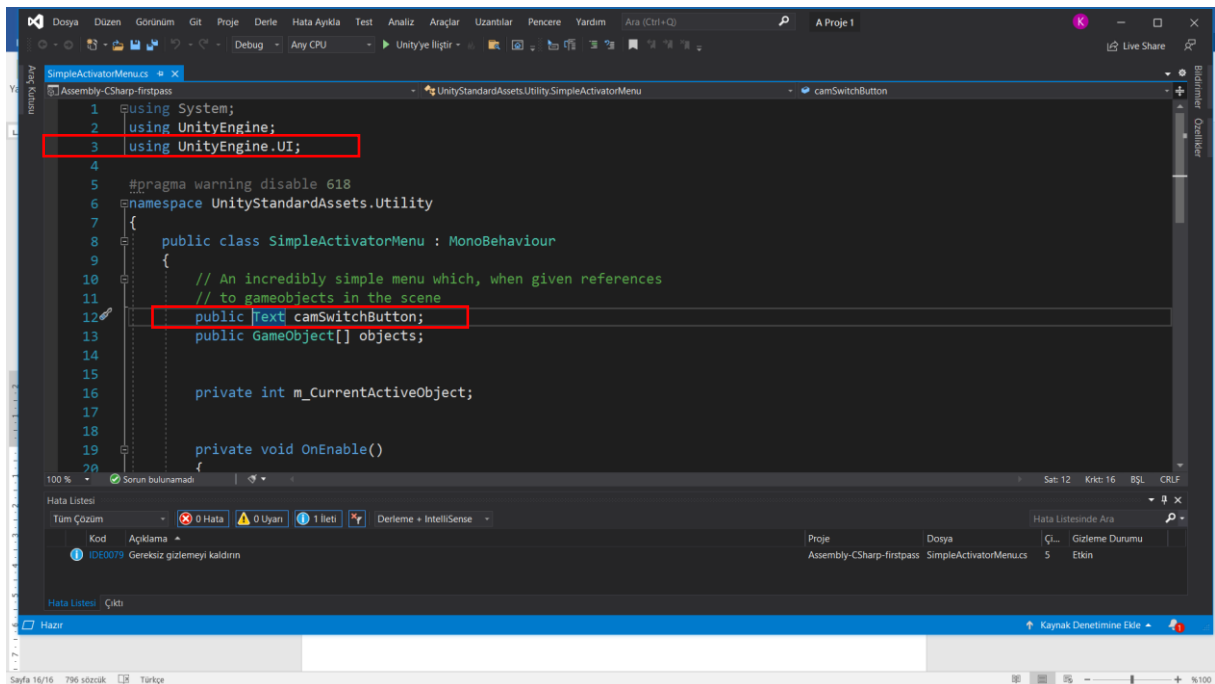 Dosya Düzen Görünüm Git Proje Derle Hata Ayıkla Test Analiz Araçlar Uzantılar Pencere Yardım Ara (Ctrl+Q) A Proje 1 K
Debug Any CPU Unity'ye İliştir Live Share
SimpleActivatorMenu.cs
Assembly-CSharp-firstpass UnityStandardAssets.Utility.SimpleActivatorMenu camSwitchButton
Araç Kutusu
Bildirimler
Özellikler
1 using System;
2 using UnityEngine;
3 using UnityEngine.UI;
4
5 #pragma warning disable 618
6 namespace UnityStandardAssets.Utility
7 {
8 public class SimpleActivatorMenu : MonoBehaviour
9 {
10 // An incredibly simple menu which, when given references
11 // to gameobjects in the scene
12 public Text camSwitchButton;
13 public GameObject[] objects;
14
15
16 private int m_CurrentActiveObject;
17
18
19 private void OnEnable()
20 {
100 % Sorun bulunamadı Sat: 12 Krkt: 16 BŞL CRLF
Hata Listesi
Tüm Çözüm 0 Hata 0 Uyarı 1 İleti Derleme + IntelliSense Hata Listesinde Ara
Kod Açıklama Proje Dosya Çi... Gizleme Durumu
IDE0079 Gereksiz gizlemeyi kaldırın Assembly-CSharp-firstpass SimpleActivatorMenu.cs 5 Etkin
Hata Listesi Çıktı
Hazır Kaynak Denetimine Ekle 1
Sayfa 16/16 796 sözcük Türkçe %100